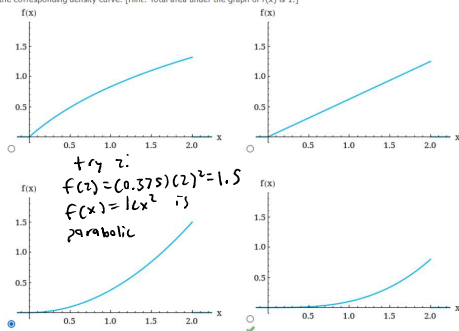 the corresponding density curve. [Hint: Total area under the graph of f(x) is 1.]
f(x)
1.5
1.0
0.5
0.5 1.0 1.5 2.0 x
f(x)
1.5
1.0
0.5
0.5 1.0 1.5 2.0 x
try 2:
f(2)=(0.375)(2)²=1.5
f(x)=kx² is
parabolic
f(x)
1.5
1.0
0.5
0.5 1.0 1.5 2.0 x
f(x)
1.5
1.0
0.5
0.5 1.0 1.5 2.0 x